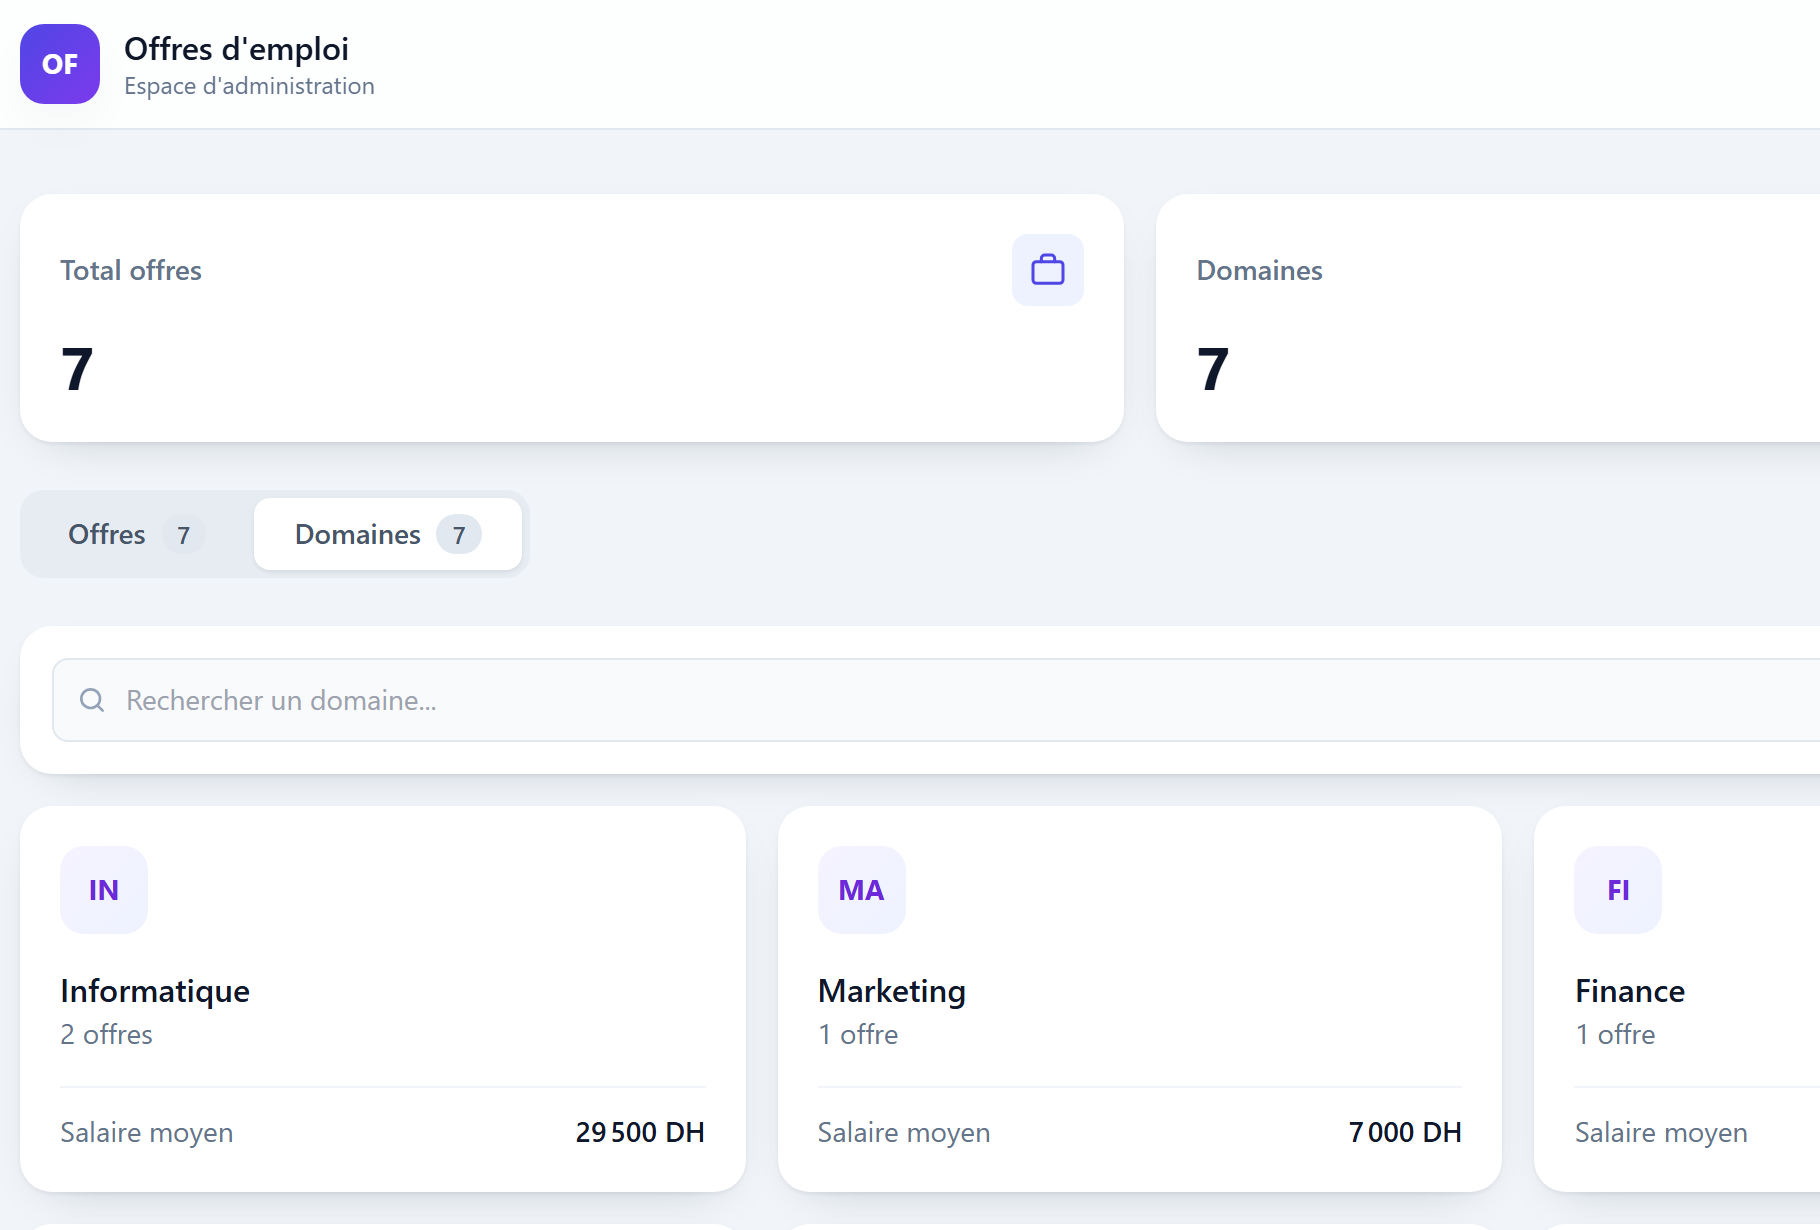 OF
Offres d'emploi
Espace d'administration
Total offres
7
Domaines
7
Offres 7
Domaines 7
Rechercher un domaine...
IN
Informatique
2 offres
Salaire moyen 29 500 DH
MA
Marketing
1 offre
Salaire moyen 7 000 DH
FI
Finance
1 offre
Salaire moyen